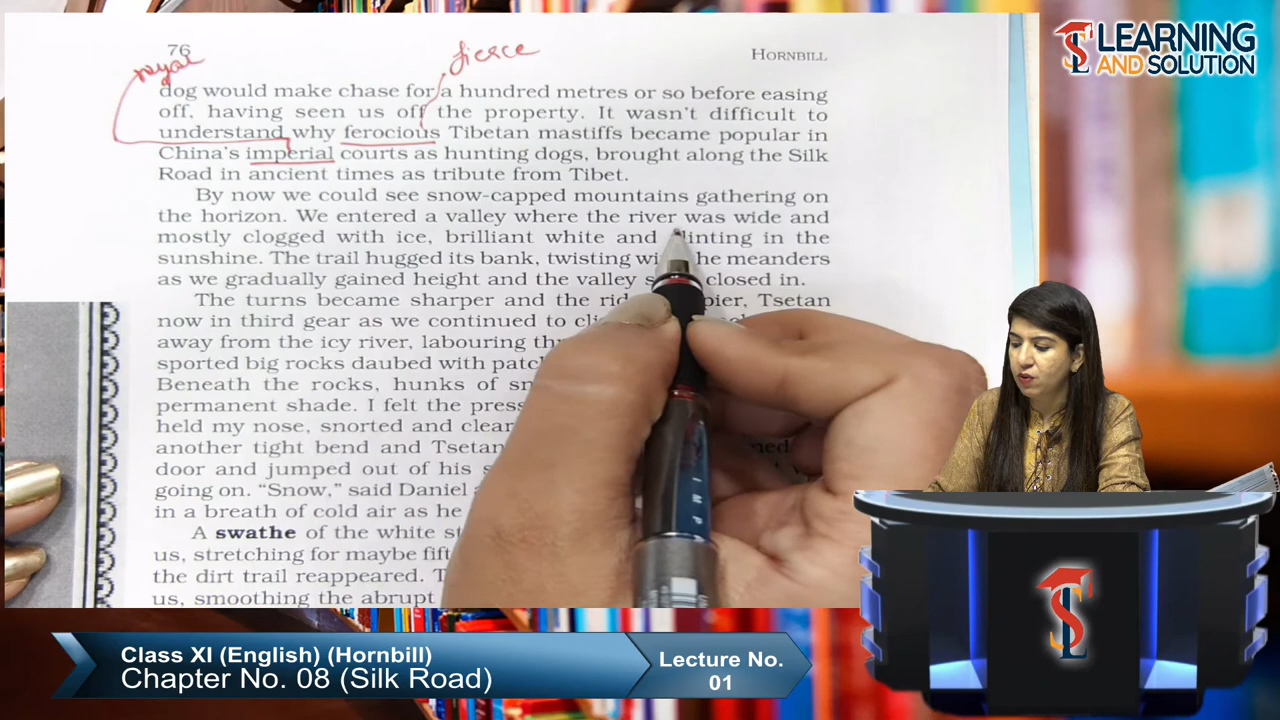 76
HORNBILL
royal
fierce
dog would make chase for a hundred metres or so before easing
off, having seen us off the property. It wasn't difficult to
understand why ferocious Tibetan mastiffs became popular in
China's imperial courts as hunting dogs, brought along the Silk
Road in ancient times as tribute from Tibet.
By now we could see snow-capped mountains gathering on
the horizon. We entered a valley where the river was wide and
mostly clogged with ice, brilliant white and glinting in the
sunshine. The trail hugged its bank, twisting with the meanders
as we gradually gained height and the valley closed in.
The turns became sharper and the Tsetan
now in third gear as we continued to
away from the icy river, labouring
sported big rocks daubed with
Beneath the rocks, hunks of
permanent shade. I felt the
held my nose, snorted and
another tight bend and Tsetan
door and jumped out of his
going on. "Snow," said Daniel
in a breath of cold air as he
A swathe of the white
us, stretching for maybe
the dirt trail reappeared.
us, smoothing the abrupt
LEARNING
AND SOLUTION
IMP
Class XI (English) (Hornbill)
Chapter No. 08 (Silk Road)
Lecture No.
01